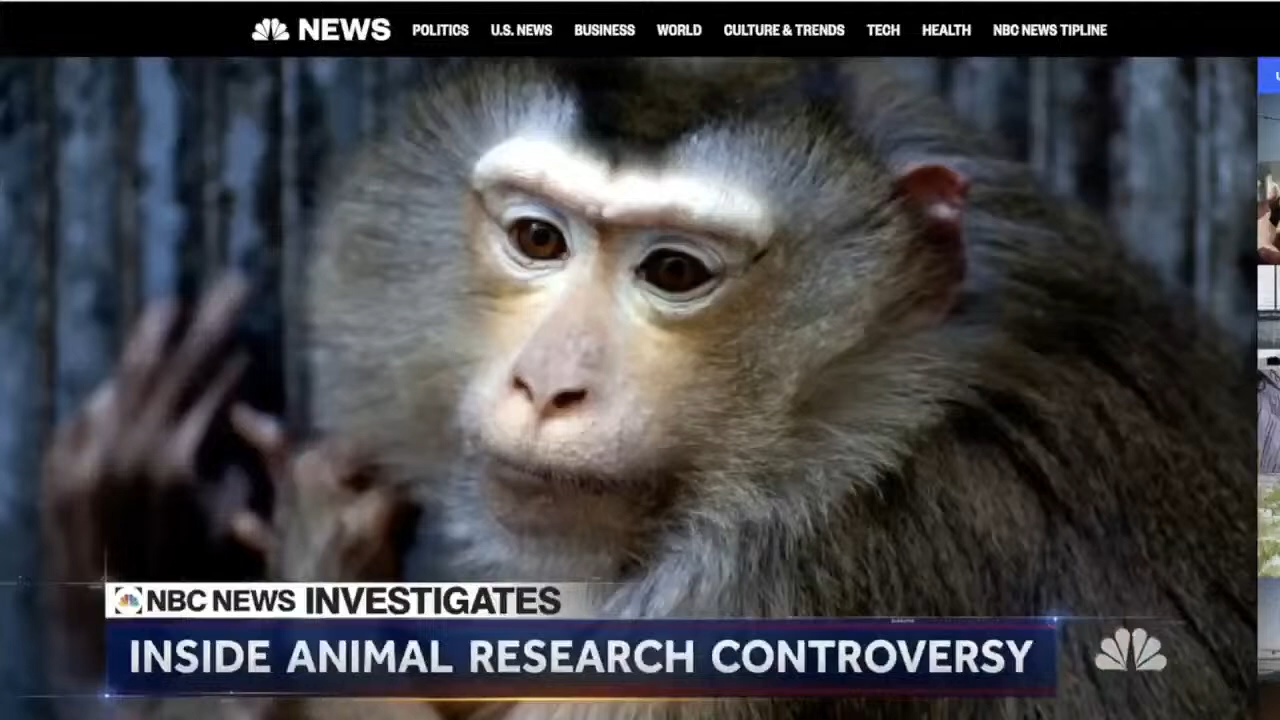 NEWS POLITICS U.S. NEWS BUSINESS WORLD CULTURE & TRENDS TECH HEALTH NBC NEWS TIPLINE
NBC NEWS INVESTIGATES
INSIDE ANIMAL RESEARCH CONTROVERSY